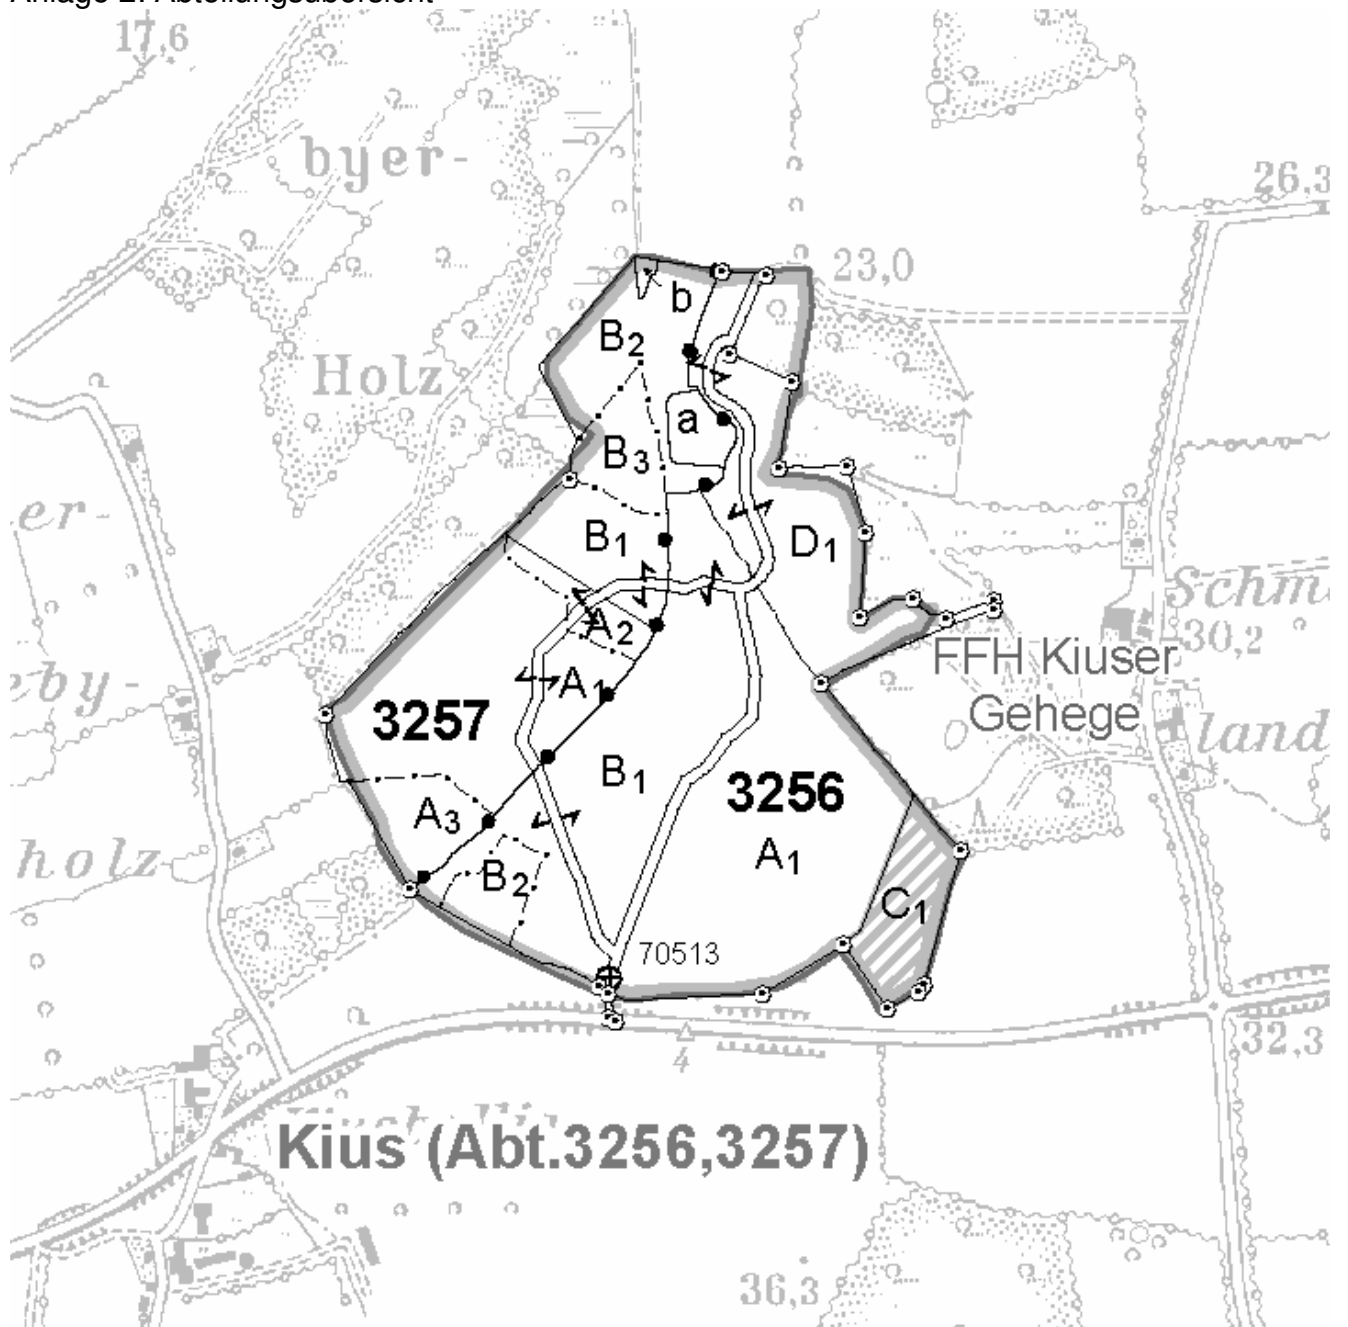 Anlage 2: Abteilungsübersicht
17,6
byer-
26,3
23,0
b
B2
Holz
a
B3
er-
B1
D1
Schm
A2
30,2
FFH Kiuser
Gehege
eby-
A1
3257
land
B1
3256
A3
A1
holz
B2
C1
70513
32,3
4
Kius (Abt.3256,3257)
36,3